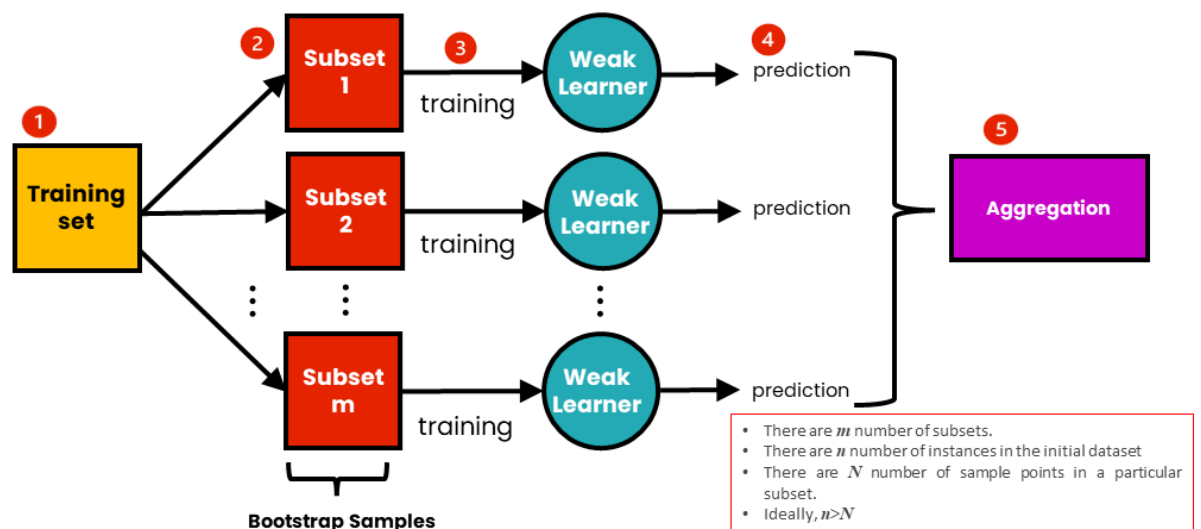 1
Training
set
2
Subset
1
3
training
Weak
Learner
4
prediction
Subset
2
training
Weak
Learner
prediction
Subset
m
training
Weak
Learner
prediction
5
Aggregation
Bootstrap Samples
• There are m number of subsets.
• There are n number of instances in the initial dataset
• There are N number of sample points in a particular
subset.
• Ideally, n>N